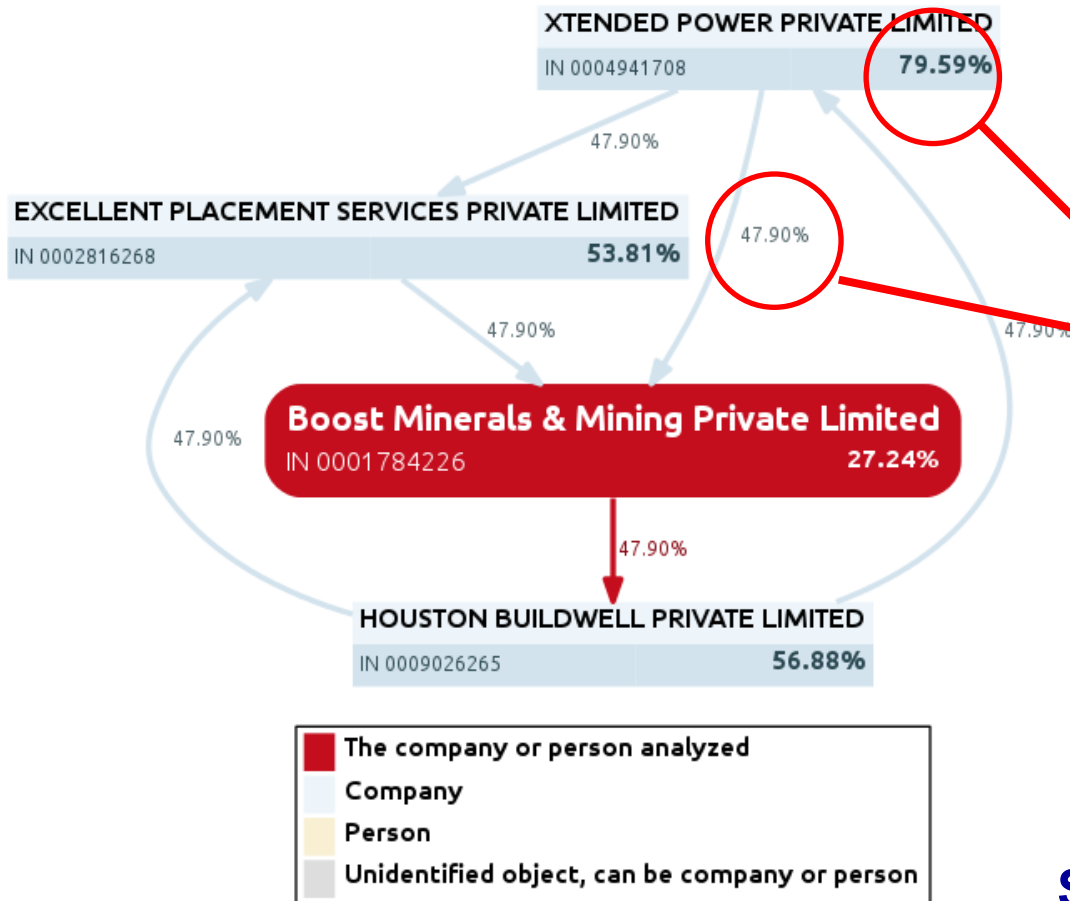 XTENDED POWER PRIVATE LIMITED
IN 0004941708 79.59%
47.90%
EXCELLENT PLACEMENT SERVICES PRIVATE LIMITED
IN 0002816268 53.81%
47.90%
47.90%
47.90%
47.90%
Boost Minerals & Mining Private Limited
IN 0001784226 27.24%
47.90%
HOUSTON BUILDWELL PRIVATE LIMITED
IN 0009026265 56.88%
The company or person analyzed
Company
Person
Unidentified object, can be company or person